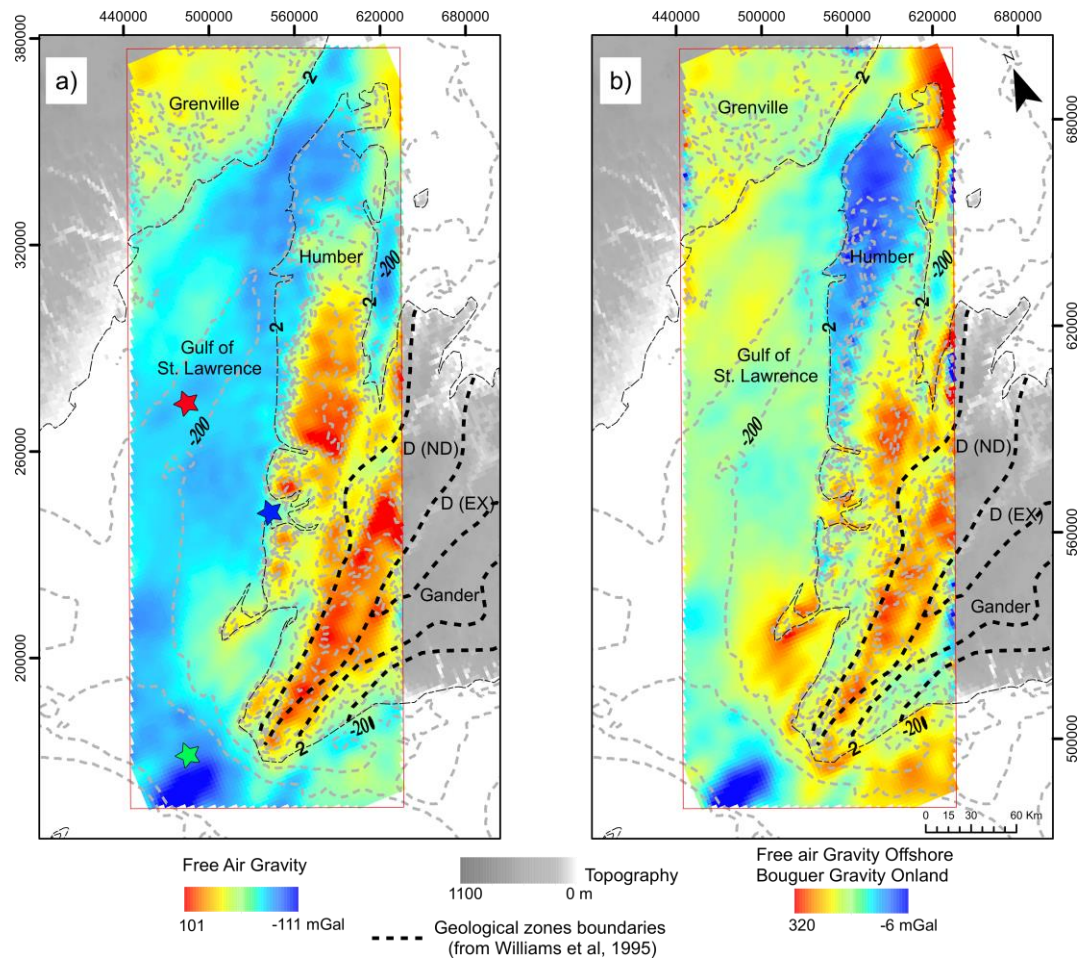 440000 500000 560000 620000 680000
440000 500000 560000 620000 680000
380000
320000
260000
200000
a)
Grenville
2
Humber
-200
2
2
Gulf of
St. Lawrence
-200
D (ND)
D (EX)
Gander
-200
2
b)
N
Grenville
2
Humber
-200
2
2
Gulf of
St. Lawrence
-200
D (ND)
D (EX)
Gander
-200
2
0 15 30 60 Km
680000
620000
560000
500000
Free Air Gravity
101 -111 mGal
Topography
1100 0 m
Geological zones boundaries
(from Williams et al, 1995)
Free air Gravity Offshore
Bouguer Gravity Onland
320 -6 mGal